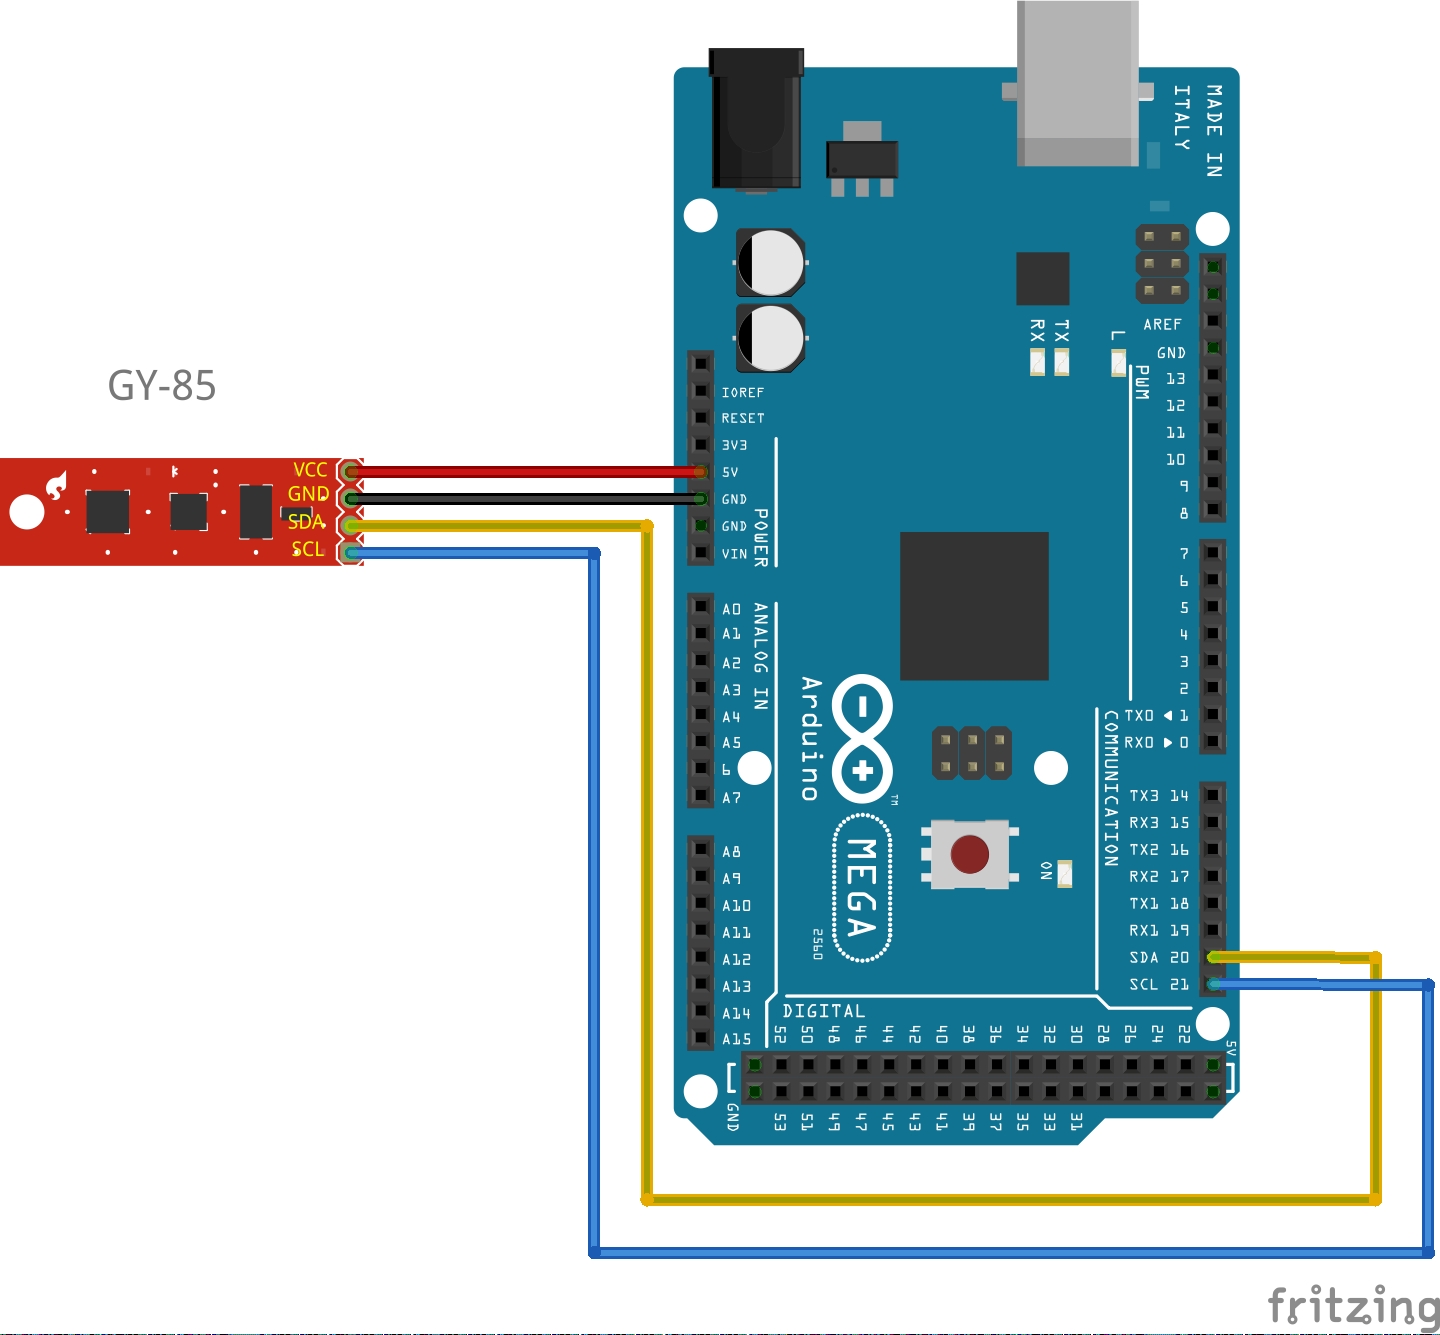 GY-85
VCC
GND
SDA
SCL
MADE IN
ITALY
RX
TX
L
AREF
GND
13
12
11
10
9
8
PWM
7
6
5
4
3
2
TX0 ◀ 1
RX0 ▶ 0
IOREF
RESET
3V3
5V
GND
GND
VIN
POWER
A0
A1
A2
A3
A4
A5
6
A7
ANALOG IN
A8
A9
A10
A11
A12
A13
A14
A15
Arduino
TM
MEGA
2560
ON
COMMUNICATION
TX3 14
RX3 15
TX2 16
RX2 17
TX1 18
RX1 19
SDA 20
SCL 21
DIGITAL
52 50 48 46 44 42 40 38 36 34 32 30 28 26 24 22
5V
GND
53 51 49 47 45 43 41 39 37 35 33 31
fritzing